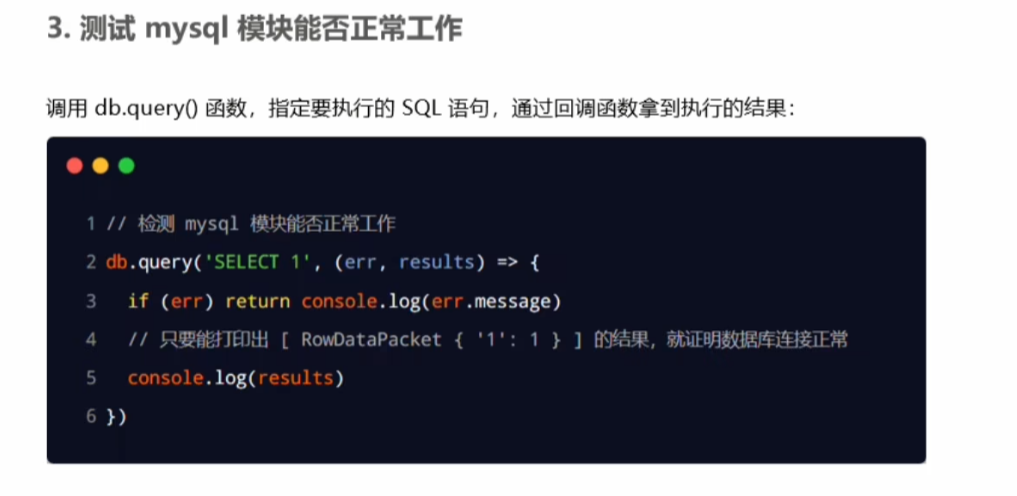 3. 测试 mysql 模块能否正常工作
调用 db.query() 函数，指定要执行的 SQL 语句，通过回调函数拿到执行的结果：
1 // 检测 mysql 模块能否正常工作
2 db.query('SELECT 1', (err, results) => {
3   if (err) return console.log(err.message)
4   // 只要能打印出 [ RowDataPacket { '1': 1 } ] 的结果，就证明数据库连接正常
5   console.log(results)
6 })